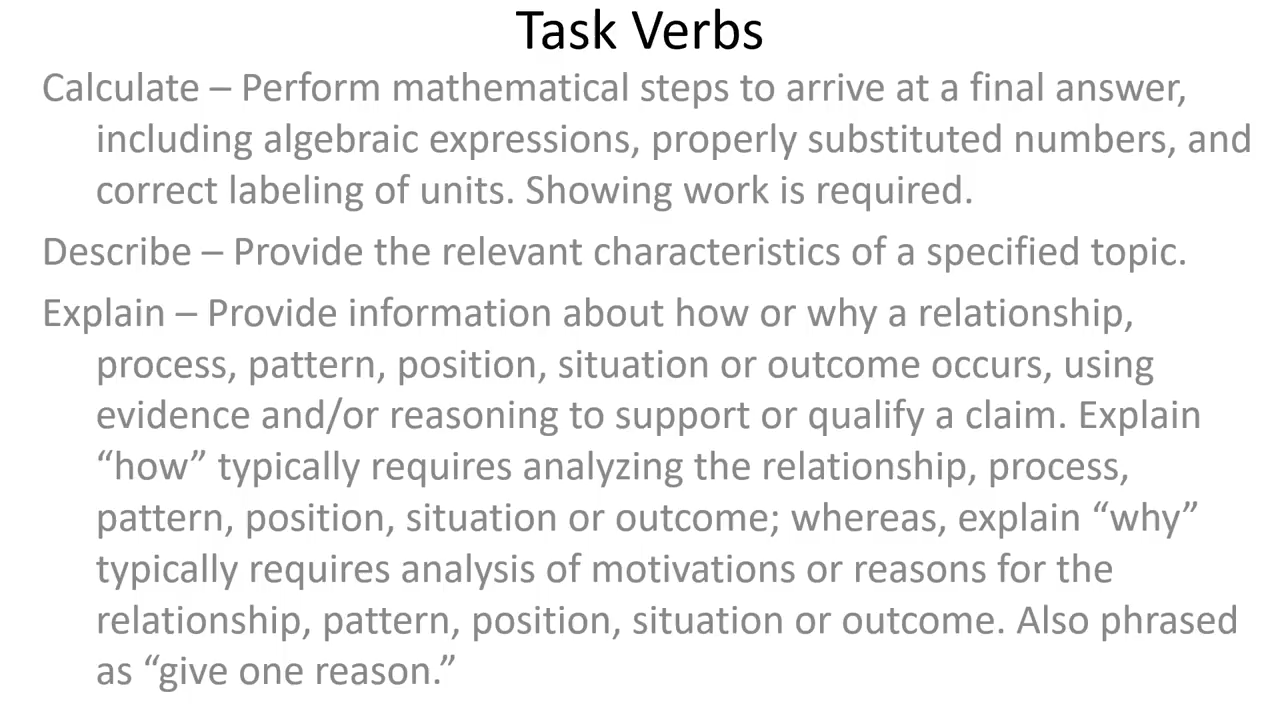 Task Verbs
Calculate – Perform mathematical steps to arrive at a final answer,
including algebraic expressions, properly substituted numbers, and
correct labeling of units. Showing work is required.
Describe – Provide the relevant characteristics of a specified topic.
Explain – Provide information about how or why a relationship,
process, pattern, position, situation or outcome occurs, using
evidence and/or reasoning to support or qualify a claim. Explain
“how” typically requires analyzing the relationship, process,
pattern, position, situation or outcome; whereas, explain “why”
typically requires analysis of motivations or reasons for the
relationship, pattern, position, situation or outcome. Also phrased
as “give one reason.”